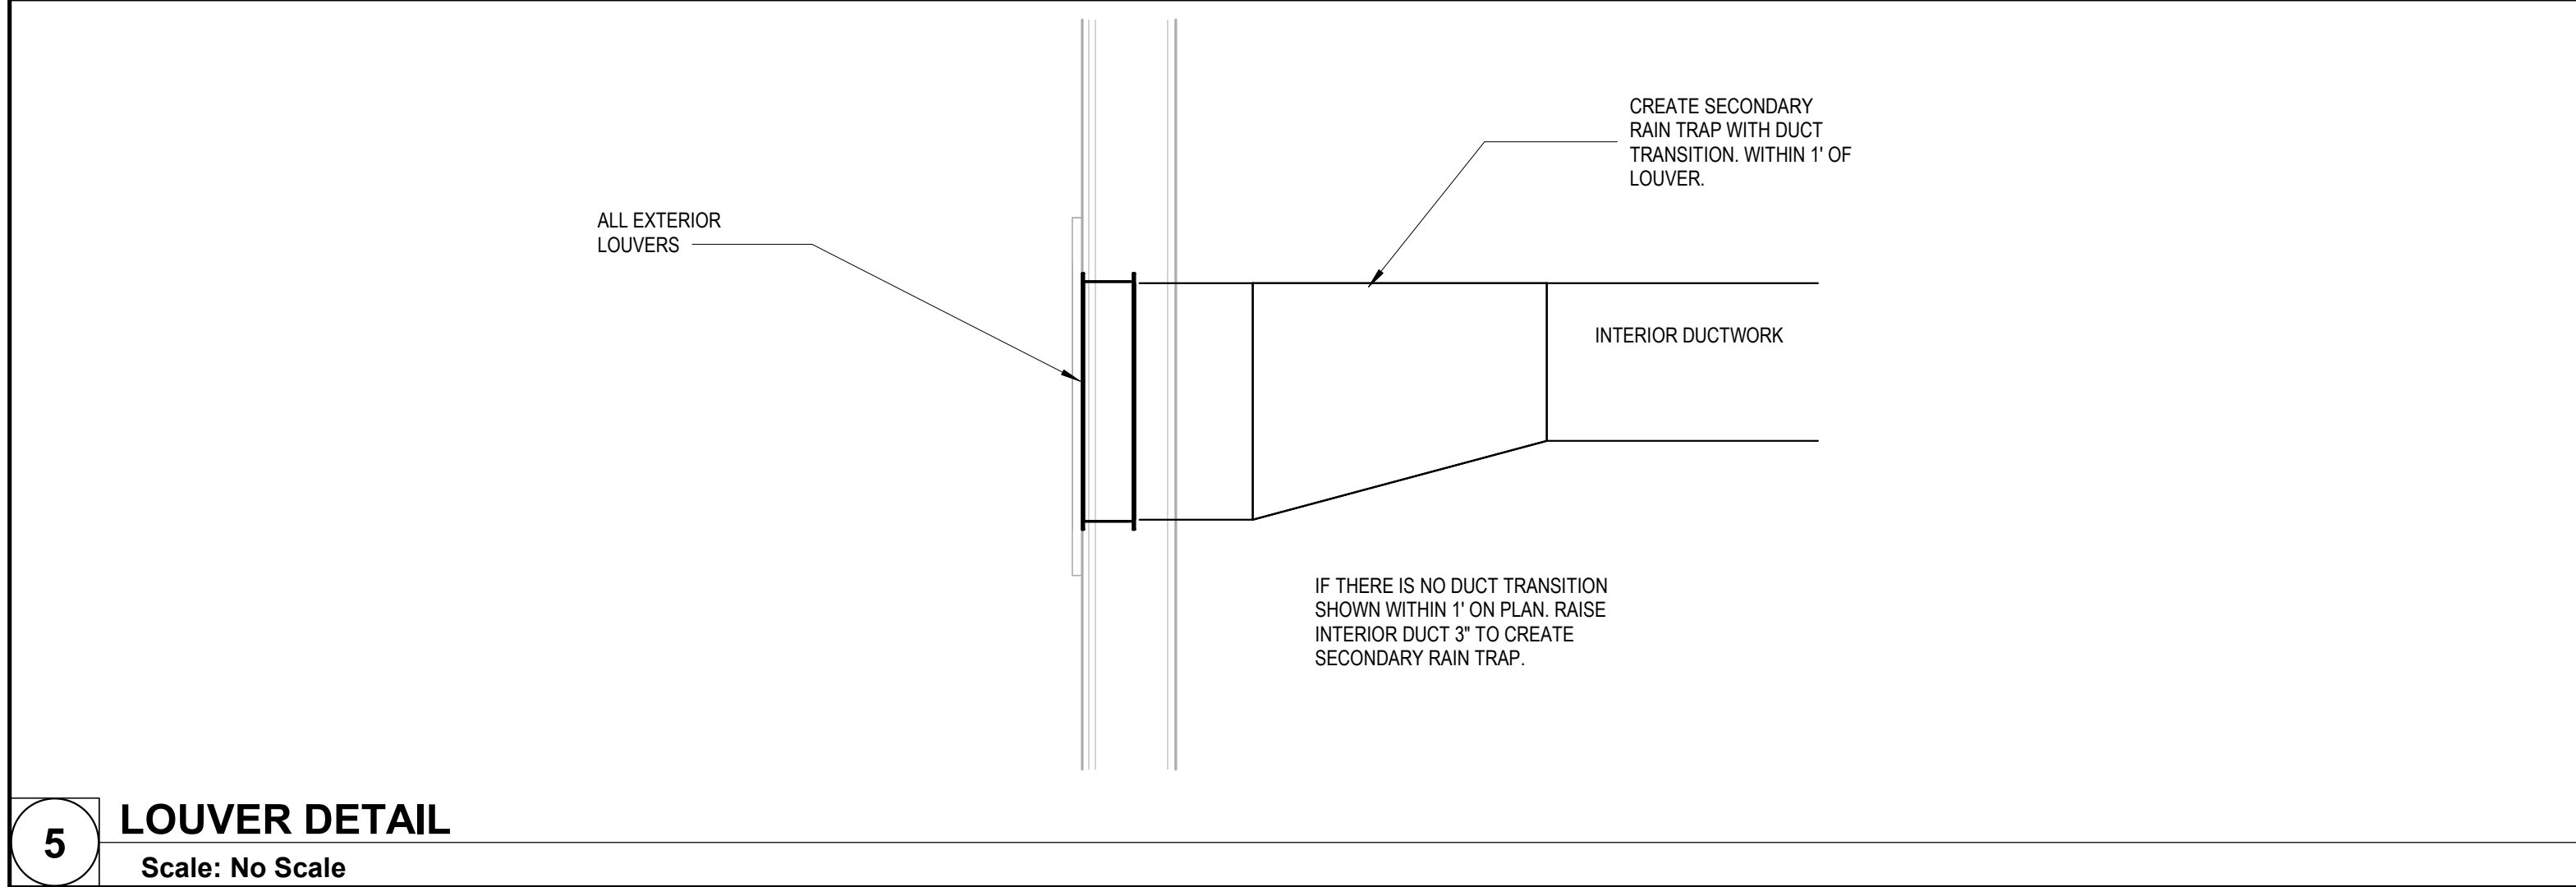 CREATE SECONDARY
RAIN TRAP WITH DUCT
TRANSITION. WITHIN 1' OF
LOUVER.
ALL EXTERIOR
LOUVERS
INTERIOR DUCTWORK
IF THERE IS NO DUCT TRANSITION
SHOWN WITHIN 1' ON PLAN. RAISE
INTERIOR DUCT 3" TO CREATE
SECONDARY RAIN TRAP.
5
LOUVER DETAIL
Scale: No Scale